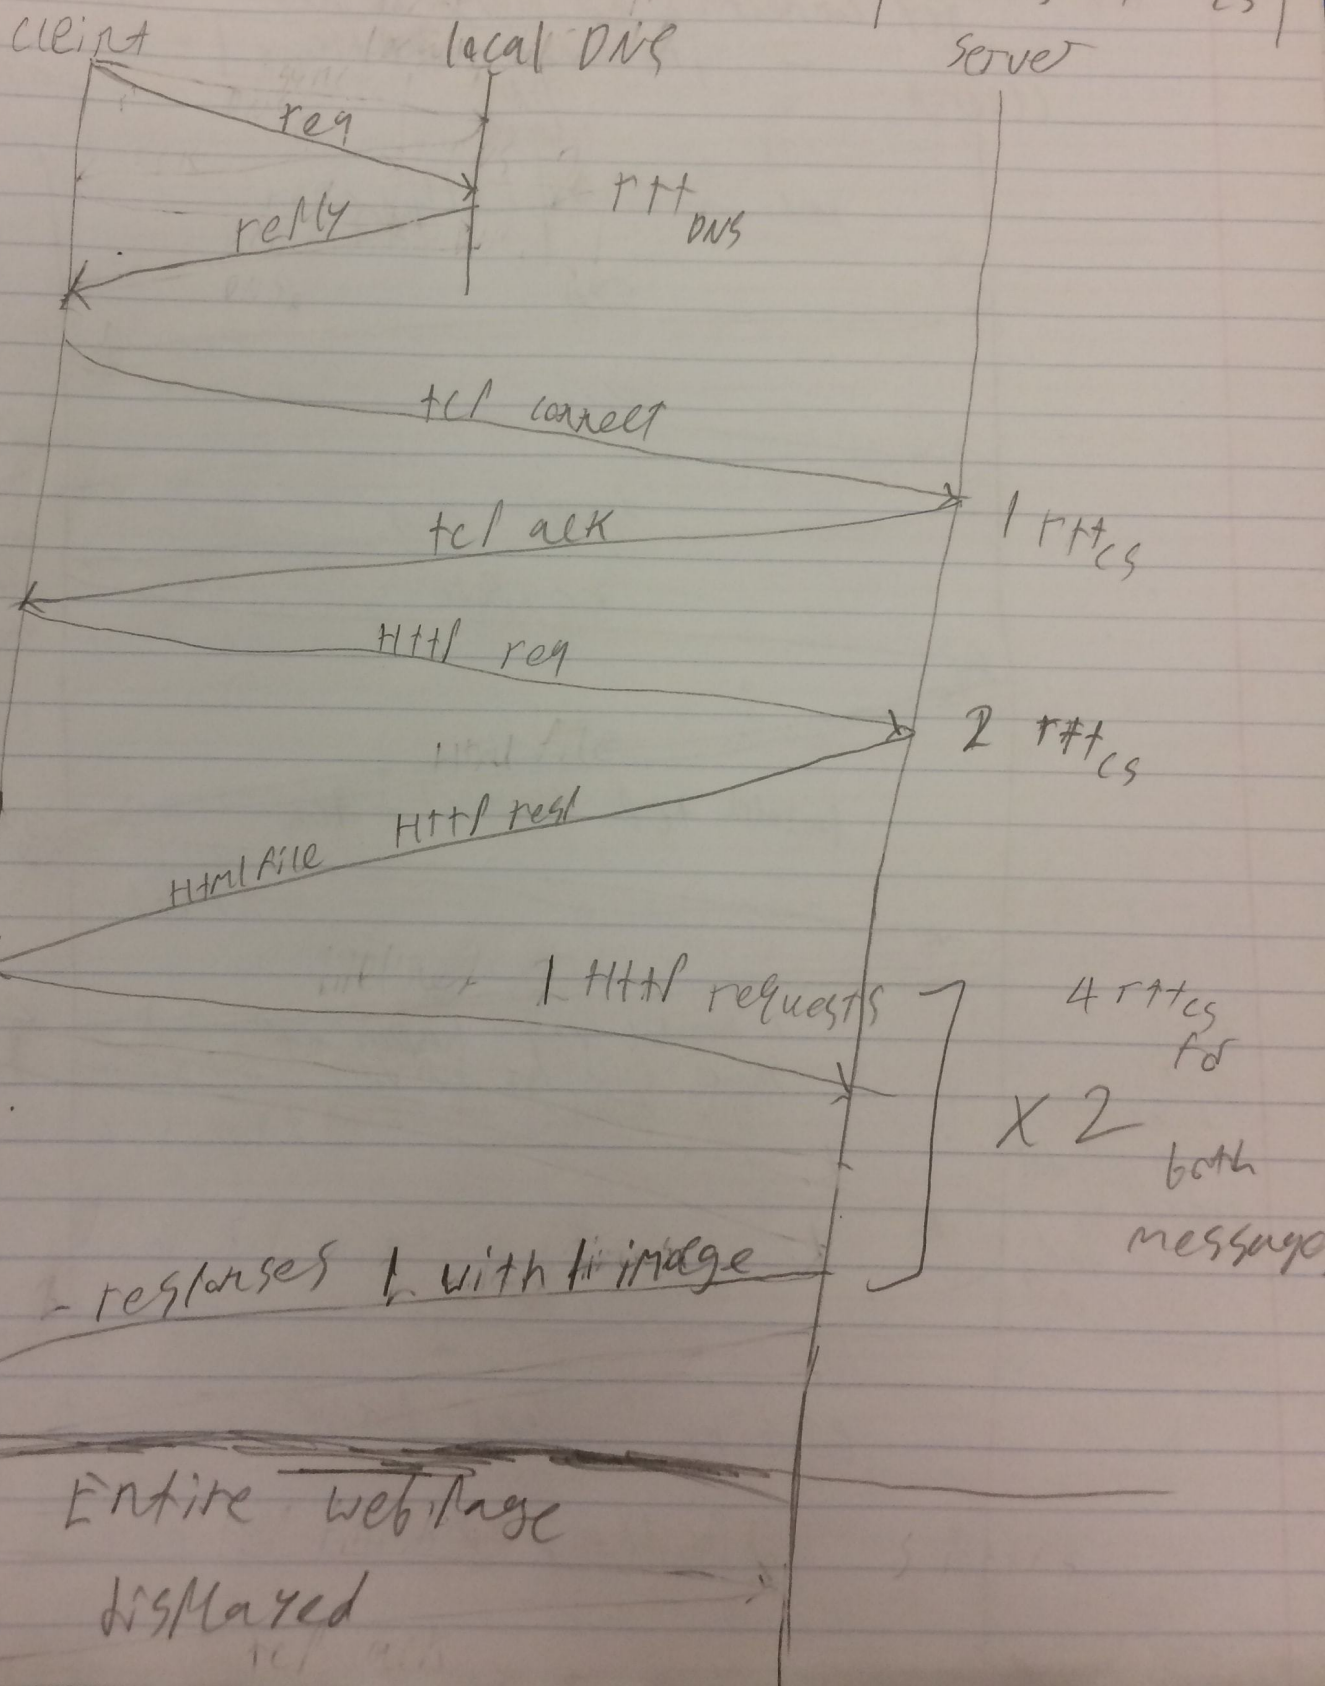 cleint local DNS server
req
rtt DNS
reply
tcp connect
tcp ack
1 rtt cs
Http req
2 rtt cs
Http resp
Html file
1 Http requests
4 rtt cs
for
X 2
both
message
- responses 1 with 1 image
Entire webpage
displayed